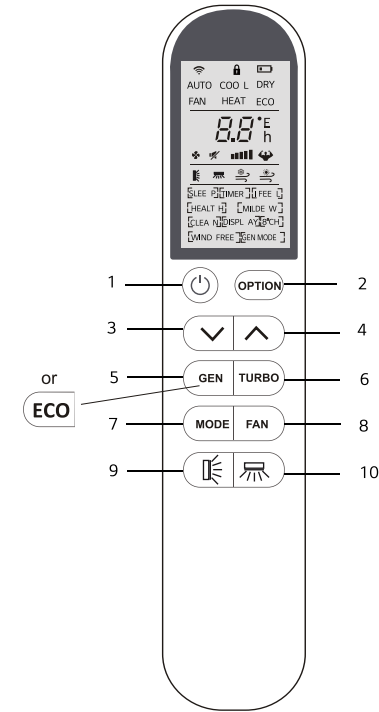 AUTO COO L DRY
FAN HEAT ECO
8.8 °E
h
[SLEE P] [TIMER] [I FEE L]
[HEALT H] [MILDE W]
[CLEA N] [DISPL AY] [8°CH]
[WIND FREE] [GEN MODE]
1 2
OPTION
3 4
5 GEN TURBO 6
or
ECO
7 MODE FAN 8
9 10